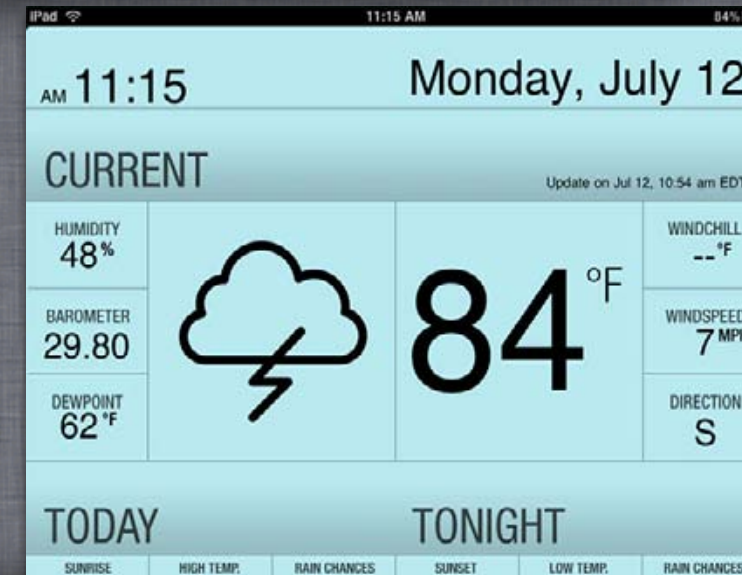 iPad 11:15 AM 84%
AM 11:15 Monday, July 12
CURRENT Update on Jul 12, 10:54 am EDT
HUMIDITY
48%
BAROMETER
29.80
DEWPOINT
62°F
84°F
WINDCHILL
--°F
WINDSPEED
7 MPH
DIRECTION
S
TODAY TONIGHT
SUNRISE HIGH TEMP. RAIN CHANCES SUNSET LOW TEMP. RAIN CHANCES